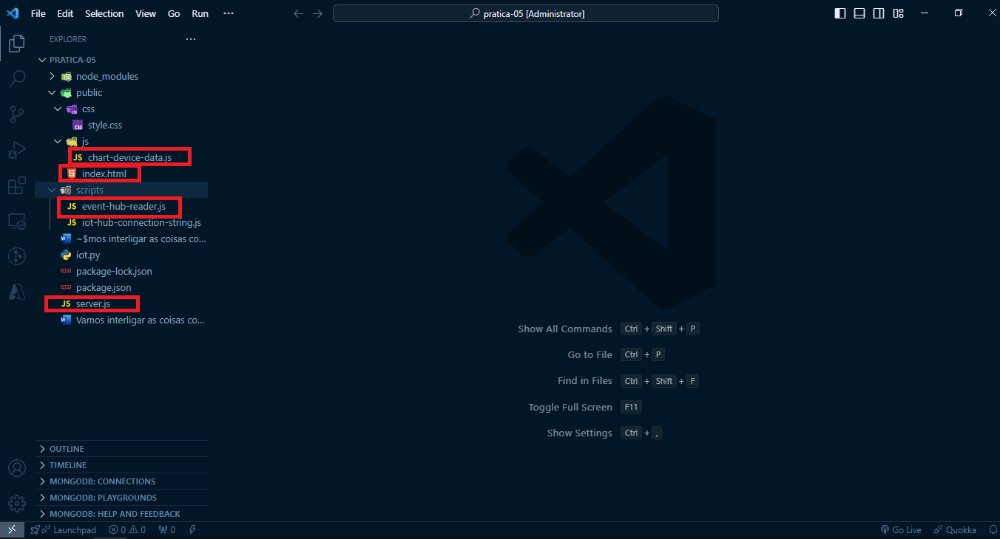 File Edit Selection View Go Run ···
pratica-05 [Administrator]
EXPLORER ···
PRATICA-05
node_modules
public
css
style.css
js
JS chart-device-data.js
index.html
scripts
JS event-hub-reader.js
JS iot-hub-connection-string.js
~$mos interligar as coisas co...
iot.py
package-lock.json
package.json
JS server.js
Vamos interligar as coisas co...
Show All Commands Ctrl + Shift + P
Go to File Ctrl + P
Find in Files Ctrl + Shift + F
Toggle Full Screen F11
Show Settings Ctrl + ,
OUTLINE
TIMELINE
MONGODB: CONNECTIONS
MONGODB: PLAYGROUNDS
MONGODB: HELP AND FEEDBACK
Launchpad 0 0 0 Go Live Quokka